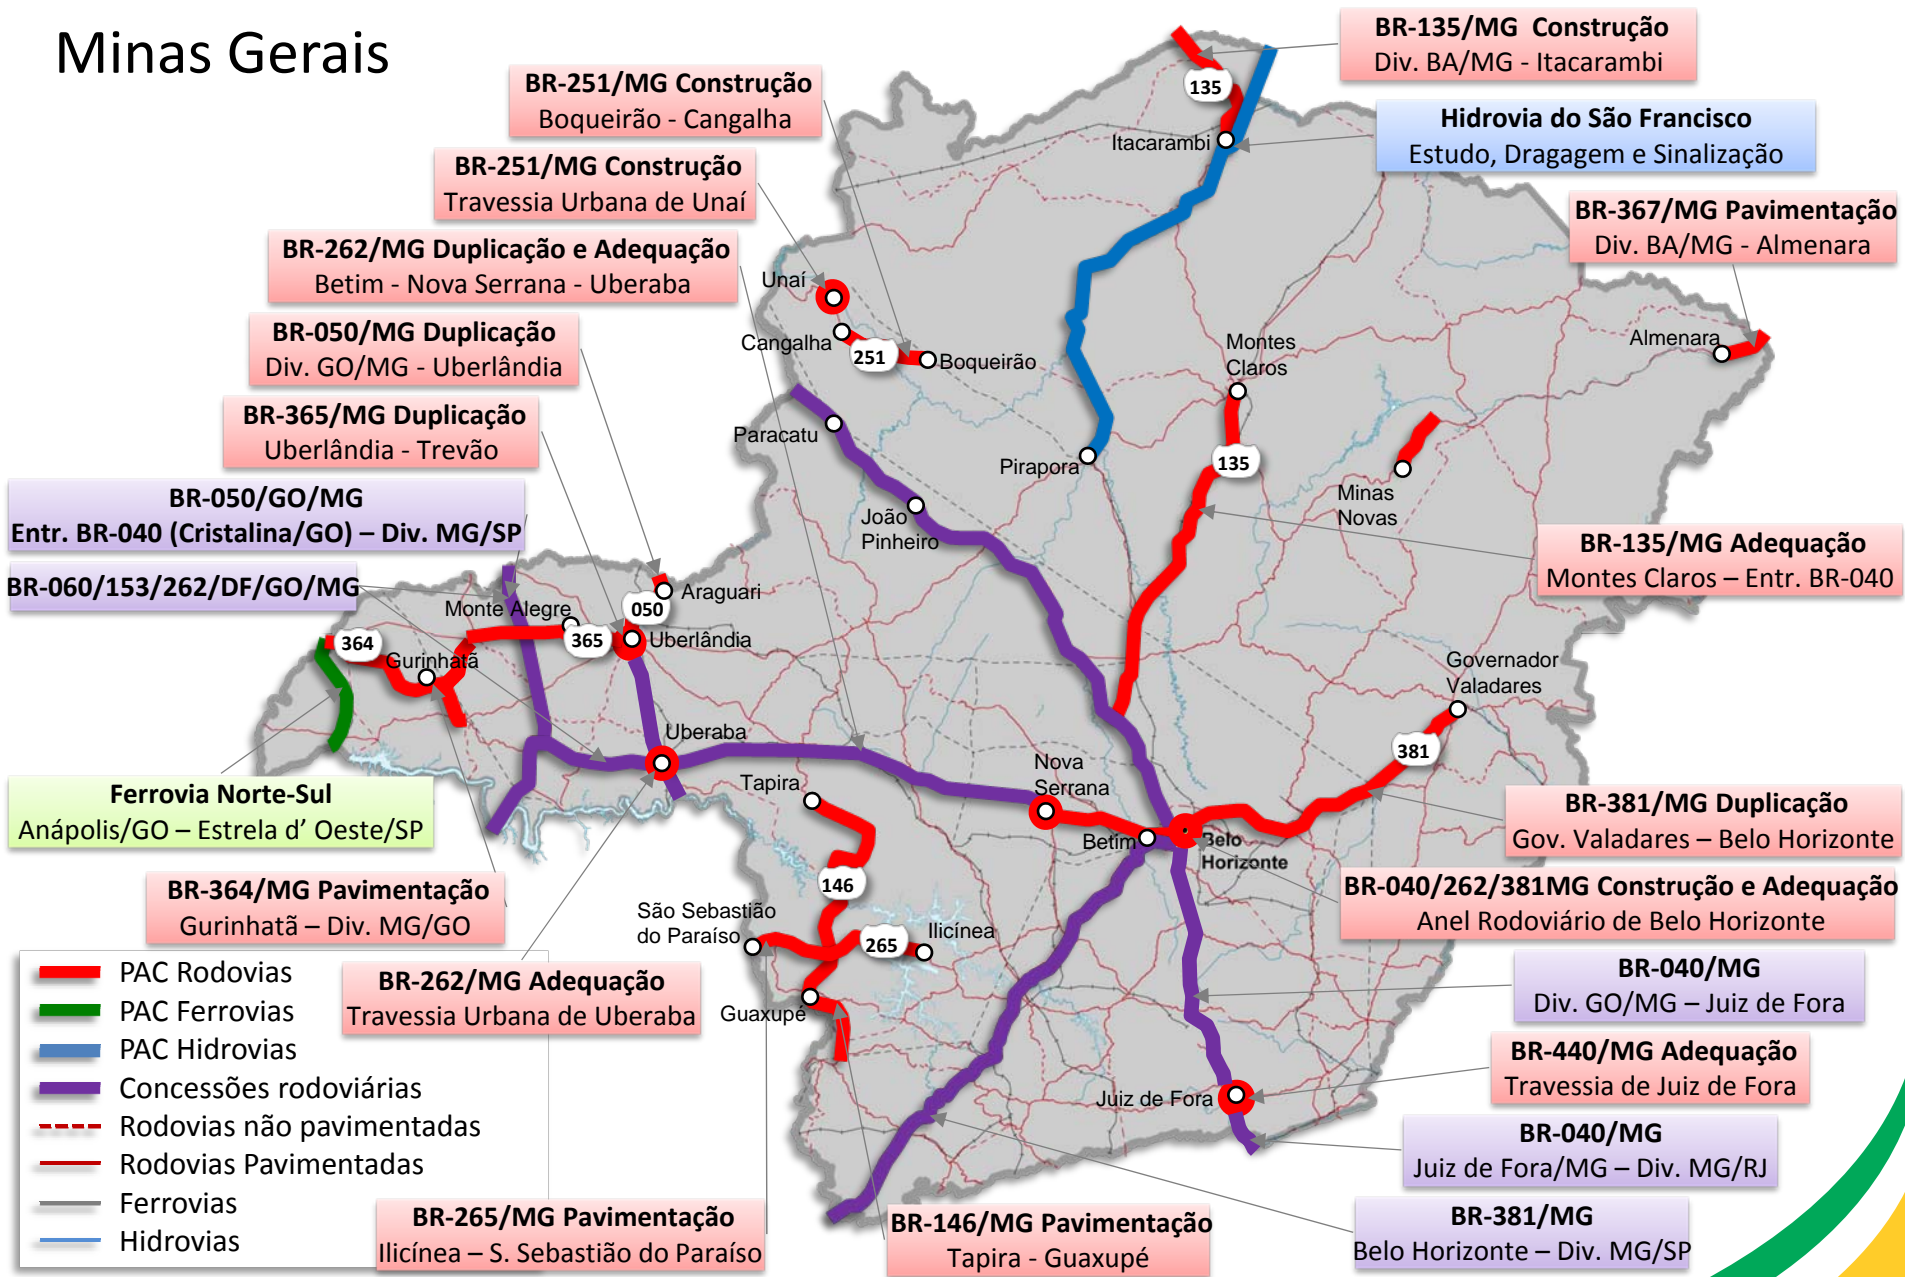 Minas Gerais
BR-135/MG Construção
Div. BA/MG - Itacarambi
BR-251/MG Construção
Boqueirão - Cangalha
Hidrovia do São Francisco
Estudo, Dragagem e Sinalização
BR-251/MG Construção
Travessia Urbana de Unaí
BR-367/MG Pavimentação
Div. BA/MG - Almenara
BR-262/MG Duplicação e Adequação
Betim - Nova Serrana - Uberaba
BR-050/MG Duplicação
Div. GO/MG - Uberlândia
BR-365/MG Duplicação
Uberlândia - Trevão
BR-050/GO/MG
Entr. BR-040 (Cristalina/GO) – Div. MG/SP
BR-060/153/262/DF/GO/MG
BR-135/MG Adequação
Montes Claros – Entr. BR-040
135
Itacarambi
Unaí
Cangalha
251
Boqueirão
Montes
Claros
Almenara
Paracatu
Pirapora
135
Minas
Novas
João
Pinheiro
Araguari
Monte Alegre
050
365
Uberlândia
364
Gurinhatã
Governador
Valadares
Uberaba
381
Tapira
Nova
Serrana
Betim
Belo
Horizonte
146
São Sebastião
do Paraíso
265
Ilicínea
Guaxupé
Juiz de Fora
Ferrovia Norte-Sul
Anápolis/GO – Estrela d’ Oeste/SP
BR-381/MG Duplicação
Gov. Valadares – Belo Horizonte
BR-364/MG Pavimentação
Gurinhatã – Div. MG/GO
BR-040/262/381MG Construção e Adequação
Anel Rodoviário de Belo Horizonte
BR-262/MG Adequação
Travessia Urbana de Uberaba
BR-040/MG
Div. GO/MG – Juiz de Fora
BR-440/MG Adequação
Travessia de Juiz de Fora
BR-040/MG
Juiz de Fora/MG – Div. MG/RJ
BR-265/MG Pavimentação
Ilicínea – S. Sebastião do Paraíso
BR-146/MG Pavimentação
Tapira - Guaxupé
BR-381/MG
Belo Horizonte – Div. MG/SP
PAC Rodovias
PAC Ferrovias
PAC Hidrovias
Concessões rodoviárias
Rodovias não pavimentadas
Rodovias Pavimentadas
Ferrovias
Hidrovias